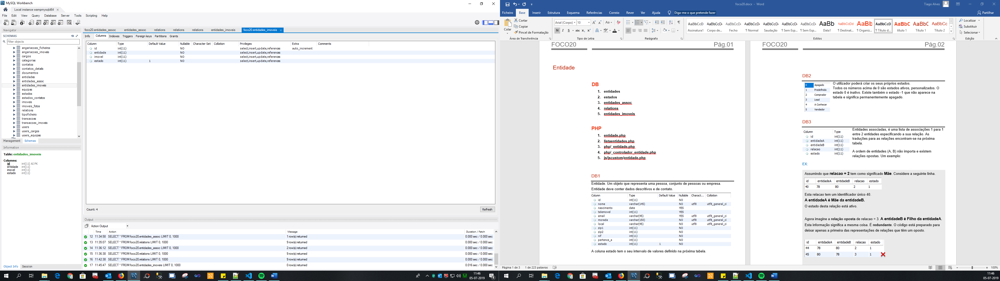 MySQL Workbench
Local instance wampmysqld64
File Edit View Query Database Server Tools Scripting Help
Navigator
SCHEMAS
Filter objects
angariacoes_ficheiros
angariacoes_imoveis
cargos
categorias
contatos
contatos_details
documentos
entidades
entidades_assoc
entidades_imoveis
equipas
estados
estados_contatos
imoveis
imoveis_fotos
relations
tipoficheiro
transacoes
transacoes_imoveis
users
users_cargos
users_equipas
Management Schemas
Information
Table: entidades_imoveis
Columns:
id int(11) AI PK
entidade int(11)
imovel int(11)
estado int(11)
Object Info Session
foco20.entidades_assoc entidades_assoc relations relations relations entidades_imoveis foco20.entidades_imoveis
Info Columns Indexes Triggers Foreign keys Partitions Grants
Column Type Default Value Nullable Character Set Collation Privileges Extra Comments
id int(11) NO select,insert,update,references auto_increment
entidade int(11) NO select,insert,update,references
imovel int(11) NO select,insert,update,references
estado int(11) 1 NO select,insert,update,references
Count: 4
Refresh
Output
Action Output
Time Action Message Duration / Fetch
12 11:34:58 SELECT * FROM foco20.entidades_assoc LIMIT 0, 1000 1 row(s) returned 0.000 sec / 0.000 sec
13 11:35:07 SELECT * FROM foco20.relations LIMIT 0, 1000 9 row(s) returned 0.000 sec / 0.000 sec
14 11:36:12 SELECT * FROM foco20.entidades_assoc LIMIT 0, 1000 2 row(s) returned 0.000 sec / 0.000 sec
15 11:36:38 SELECT * FROM foco20.relations LIMIT 0, 1000 9 row(s) returned 0.000 sec / 0.000 sec
16 11:42:38 SELECT * FROM foco20.relations LIMIT 0, 1000 9 row(s) returned 0.000 sec / 0.000 sec
17 11:45:47 SELECT * FROM foco20.entidades_imoveis LIMIT 0, 1000 0 row(s) returned 0.016 sec / 0.000 sec
11:46
05-07-2019
foco20.docx - Word
Tiago Alves
Ficheiro Base Inserir Estrutura Esquema Referências Correio Rever Ver Ajuda Diga-me o que pretende fazer Partilhar
Colar
Cortar
Copiar
Pincel de Formatação
Área de Transferência
Arial (Corpo) 10
N I S abc
Tipo de Letra
Parágrafo
AaBbCcD AaBbCcDc AaBbCcDc AaBbCcDc AaBbCcDc AaBbCcDc AaBbCcDc AaBb AaBbCcDd AaBb AaBbCcD AaBbC AaBbCc AaBbCc
Assinatura1 Corpo de... Fecho ¶ Normal Saudação ¶ Sem Esp... ¶ Sem Esp... Data1 ¶ Destinat... ¶ Organiz... ¶ Título d... título 1 Título 1 Título 2
Estilos
Localizar
Substituir
Selecionar
Edição
FOCO20 Pág.01
Entidade
DB
1. entidades
2. estados
3. entidades_assoc
4. relations
5. entidades_imoveis
PHP
1. entidade.php
2. listaentidades.php
3. php/_entidade.php
4. php/_controlador_entidade.php
5. js/jscustom/entidade.php
DB1
Entidade. Um objeto que representa uma pessoa, conjunto de pessoas ou empresa.
Entidade deve conter dados descritivos e de contato.
Column Type Default Value Nullable Charact... Collation
id int(11) NO
nome varchar(145) NO utf8 utf8_general_ci
nascimento date YES
telemovel int(11) YES
email varchar(45) YES utf8 utf8_general_ci
morada varchar(150) NO utf8 utf8_general_ci
local varchar(45) NO utf8 utf8_general_ci
zip1 int(11) NO
zip2 int(11) NO
nif int(11) NO
pertence_a int(11) NO
estado int(11) 1 NO
A coluna estado tem o seu intervalo de valores definido na próxima tabela.
FOCO20 Pág.02
DB2
0 Apagado
1 Predefinido
2 Comprador
3 Lead
4 A Conhecer
5 Vendedor
O utilizador poderá criar os seus próprios estados.
Todos os números acima de 0 são estados ativos, personalizados. O
estado 0 é inativo. Existe também o estado -1 que não aparece na
tabela e significa permanentemente apagado.
DB3
Column Type
id int(11)
entidadeA int(11)
entidadeB int(11)
relacao int(11)
estado int(11)
Entidades associadas, é uma lista de associações 1 para 1
entre 2 entidades especificando a sua relação. As
traduções para as relações encontram-se na próxima
tabela.
A ordem de entidades (A, B) não importa e existem
relações opostas. Um exemplo:
EX:
Assumindo que relacao = 2 tem como significado Mãe. Considere a seguinte linha.
id entidadeA entidadeB relacao estado
40 78 80 2 1
Esta relacao tem um identificador único 40.
A entidadeA é Mãe da entidadeB.
O estado desta relação está ativo.
Agora imagine a relação oposta de relacao = 3. A entidadeB é Filho da entidadeA.
Esta informação significa a mesma coisa. É redundante. O código está preparado para
deixar apenas a primeira das representações de relações que têm um oposto.
id entidadeA entidadeB relacao estado
44 78 80 2 1
45 80 78 3 1
Página 1 de 3 1 de 223 palavras
100%
11:46
05-07-2019